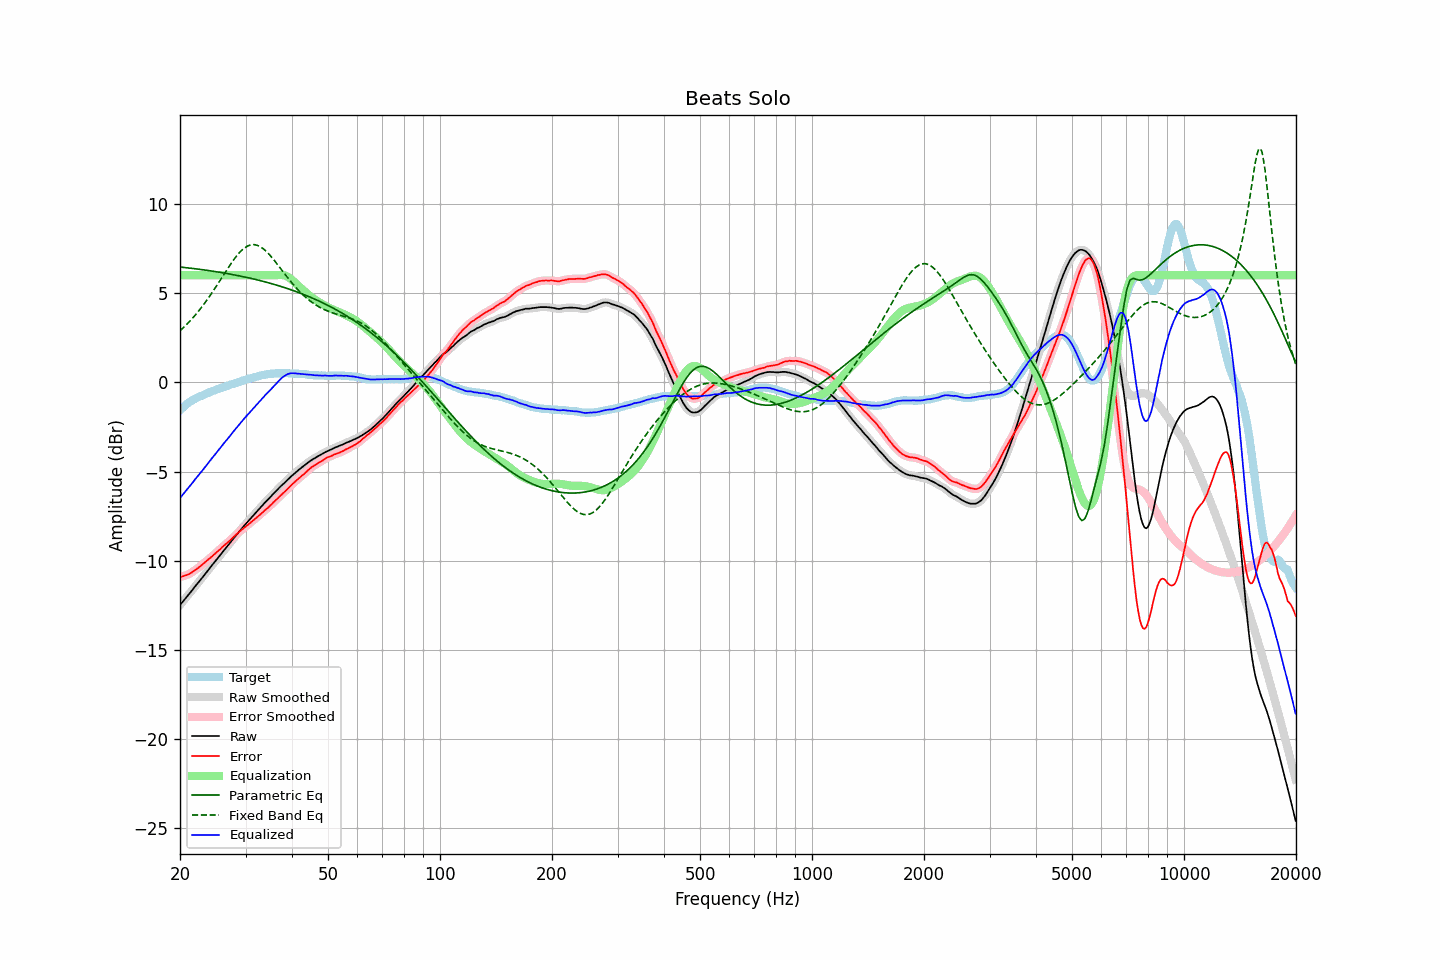 Beats Solo
Amplitude (dBr)
10
5
0
−5
−10
−15
−20
−25
Target
Raw Smoothed
Error Smoothed
Raw
Error
Equalization
Parametric Eq
Fixed Band Eq
Equalized
20 50 100 200 500 1000 2000 5000 10000 20000
Frequency (Hz)